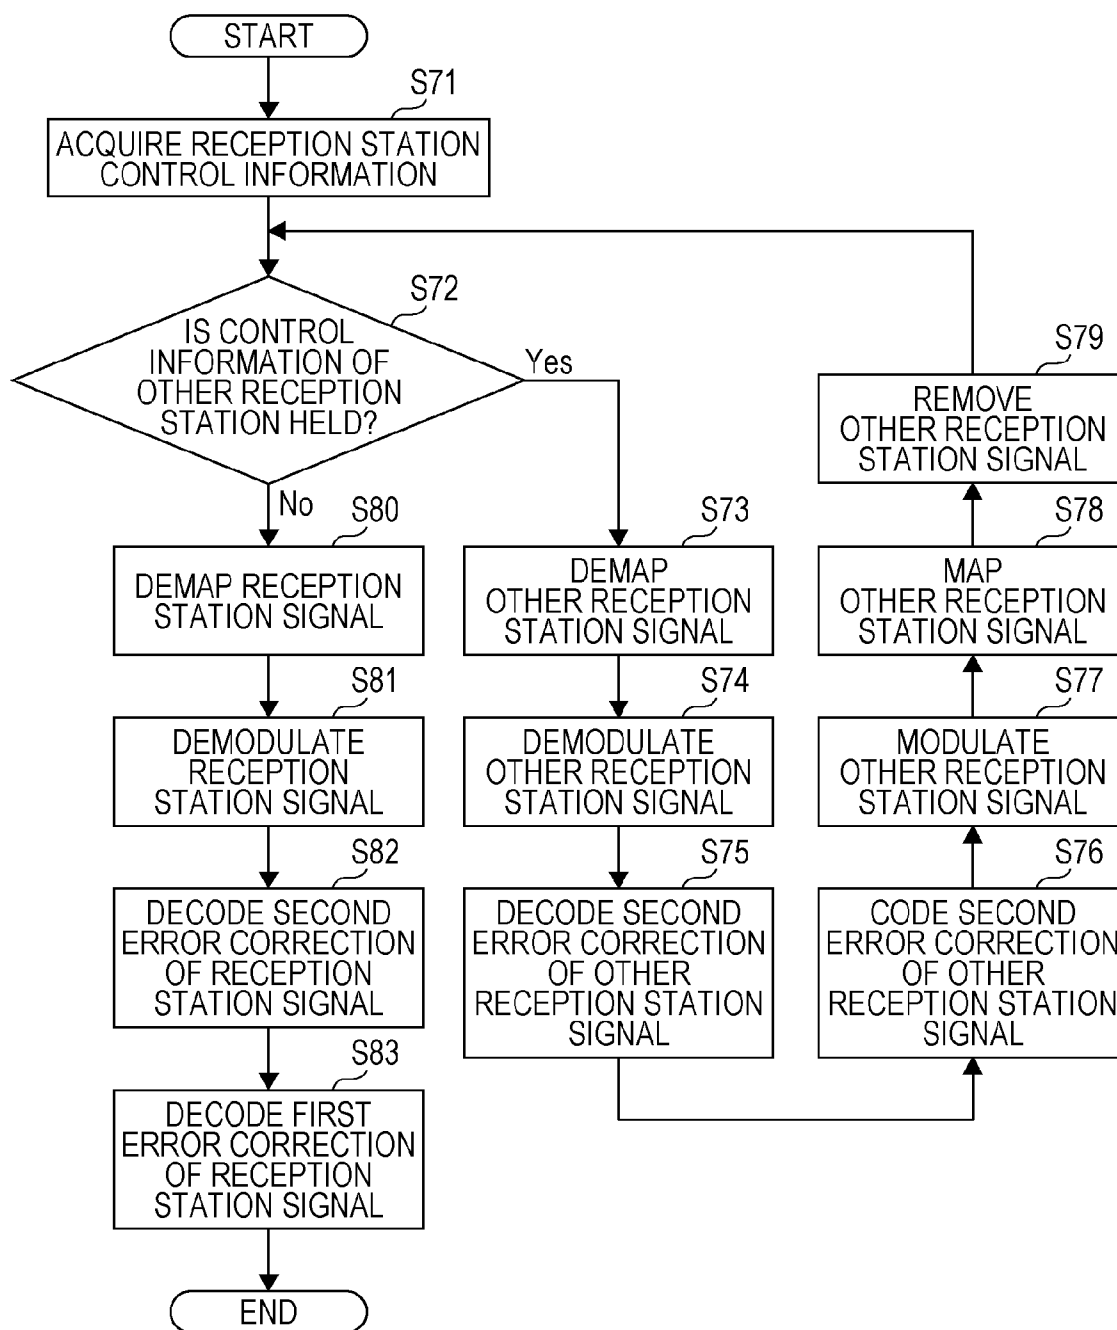 START
S71
ACQUIRE RECEPTION STATION
CONTROL INFORMATION
S72
IS CONTROL
INFORMATION OF
OTHER RECEPTION
STATION HELD?
Yes
No
S80
DEMAP RECEPTION
STATION SIGNAL
S81
DEMODULATE
RECEPTION
STATION SIGNAL
S82
DECODE SECOND
ERROR CORRECTION
OF RECEPTION
STATION SIGNAL
S83
DECODE FIRST
ERROR CORRECTION
OF RECEPTION
STATION SIGNAL
END
S73
DEMAP
OTHER RECEPTION
STATION SIGNAL
S74
DEMODULATE
OTHER RECEPTION
STATION SIGNAL
S75
DECODE SECOND
ERROR CORRECTION
OF OTHER
RECEPTION STATION
SIGNAL
S79
REMOVE
OTHER RECEPTION
STATION SIGNAL
S78
MAP
OTHER RECEPTION
STATION SIGNAL
S77
MODULATE
OTHER RECEPTION
STATION SIGNAL
S76
CODE SECOND
ERROR CORRECTION
OF OTHER
RECEPTION STATION
SIGNAL